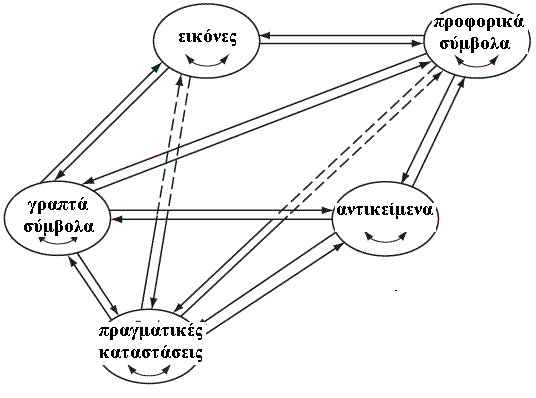 εικόνες
προφορικά
σύμβολα
γραπτά
σύμβολα
αντικείμενα
πραγματικές
καταστάσεις